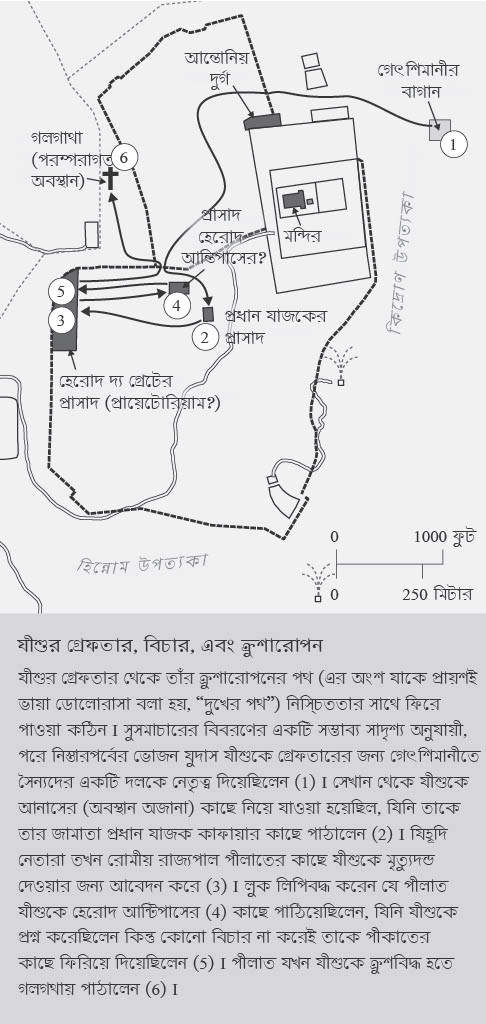 আন্তোনিয়
দুর্গ
গেৎশিমানীর
বাগান
1
গলগাথা
(পরম্পরাগত
অবস্থান)
6
প্রাসাদ
হেরোদ
আন্তিপাসের?
মন্দির
কিদ্রোণ উপত্যকা
5
4
3
2
প্রধান যাজকের
প্রাসাদ
হেরোদ দ্য গ্রেটের
প্রাসাদ (প্রায়েটোরিয়াম?)
হিন্নোম উপত্যকা
0 1000 ফুট
0 250 মিটার
যীশুর গ্রেফতার, বিচার, এবং ক্রুশারোপন
যীশুর গ্রেফতার থেকে তাঁর ক্রুশারোপনের পথ (এর অংশ যাকে প্রায়শই
ভায়া ডোলোরাসা বলা হয়, “দুখের পথ”) নিস্চিততার সাথে ফিরে
পাওয়া কঠিন I সুসমাচারের বিবরণের একটি সম্ভাব্য সাদৃশ্য অনুযায়ী,
পরে নিস্তারপর্বের ভোজন যুদাস যীশুকে গ্রেফতারের জন্য গেৎশিমানীতে
সৈন্যদের একটি দলকে নেতৃত্ব দিয়েছিলেন (1) I সেখান থেকে যীশুকে
আনাসের (অবস্থান অজানা) কাছে নিয়ে যাওয়া হয়েছিল, যিনি তাকে
তার জামাতা প্রধান যাজক কাফায়ার কাছে পাঠালেন (2) I যিহূদি
নেতারা তখন রোমীয় রাজ্যপাল পীলাতের কাছে যীশুকে মৃত্যুদন্ড
দেওয়ার জন্য আবেদন করে (3) I লুক লিপিবদ্ধ করেন যে পীলাত
যীশুকে হেরোদ আন্টিপাসের (4) কাছে পাঠিয়েছিলেন, যিনি যীশুকে
প্রশ্ন করেছিলেন কিন্তু কোনো বিচার না করেই তাকে পীকাতের
কাছে ফিরিয়ে দিয়েছিলেন (5) I পীলাত যখন যীশুকে ক্রুশবিদ্ধ হতে
গলগথায় পাঠালেন (6) I